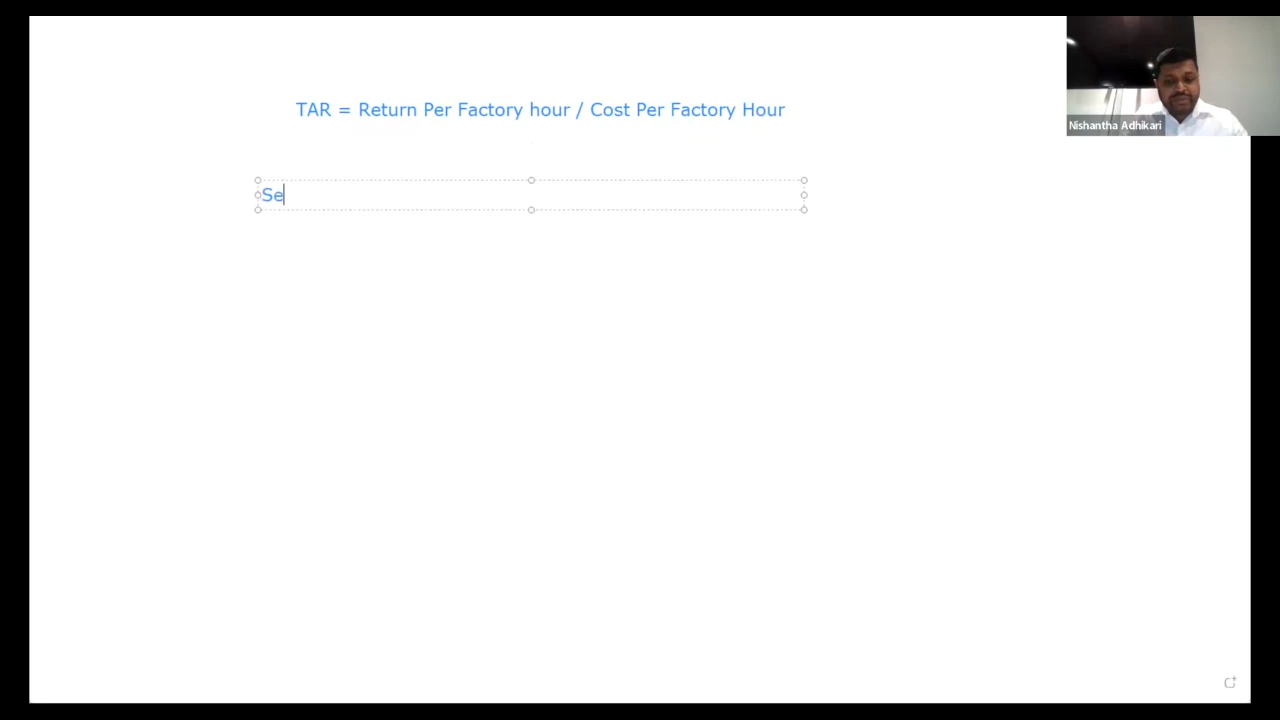 TAR = Return Per Factory hour / Cost Per Factory Hour
Nishantha Adhikari
Se